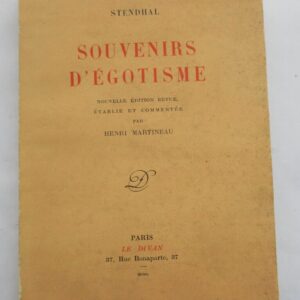 STENDHAL
SOUVENIRS
D'ÉGOTISME
NOUVELLE ÉDITION REVUE,
ÉTABLIE ET COMMENTÉE
PAR
HENRI MARTINEAU
D
PARIS
LE DIVAN
37, Rue Bonaparte, 37